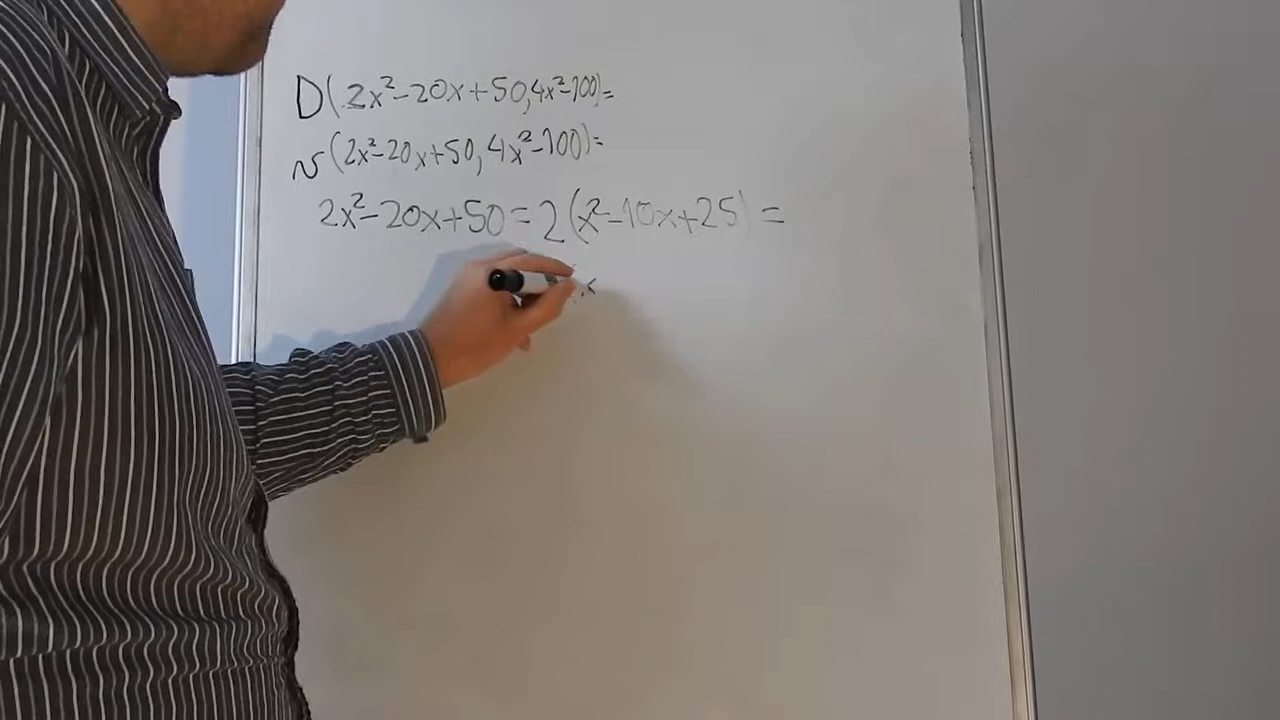 D(2x²-20x+50,4x²-100)=
v(2x²-20x+50,4x²-100)=
2x²-20x+50=2(x²-10x+25)=
x